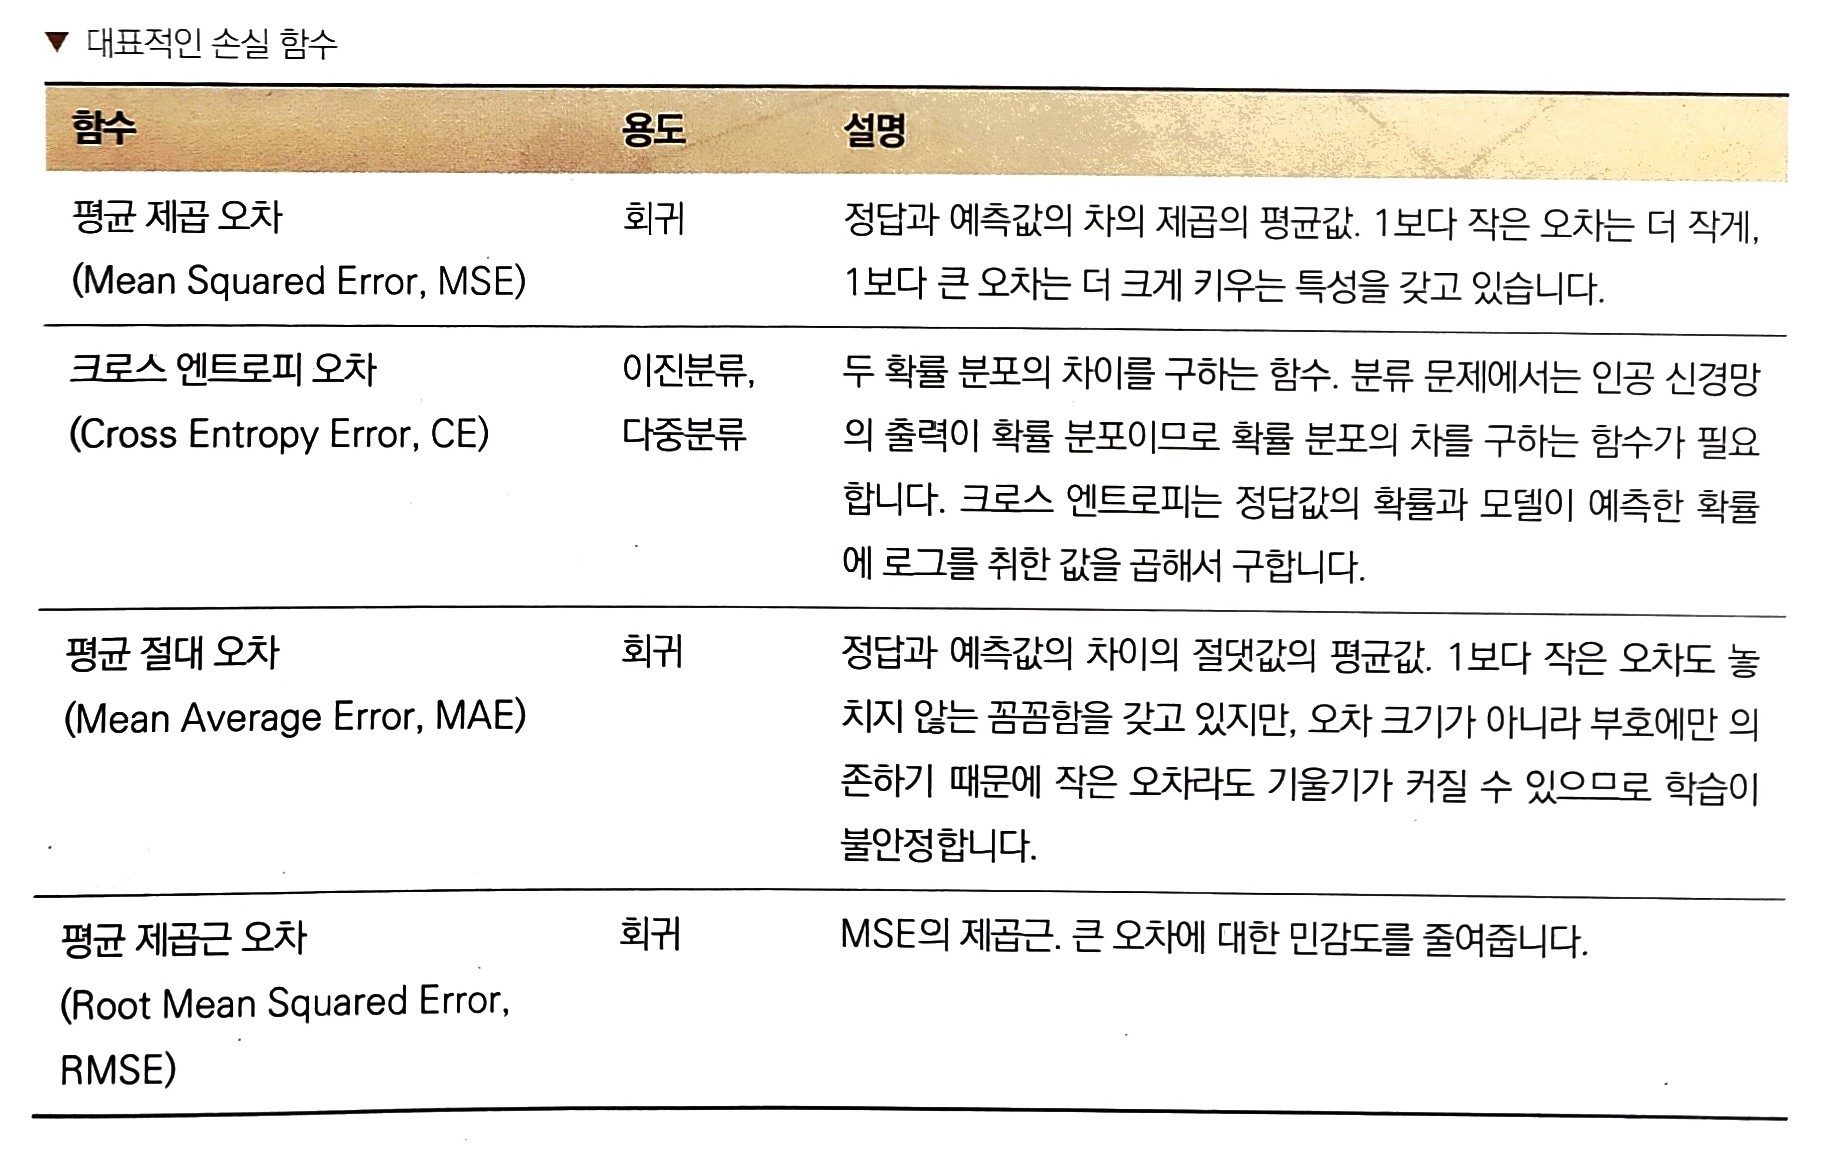 ▼ 대표적인 손실 함수
함수 용도 설명
평균 제곱 오차 회귀 정답과 예측값의 차의 제곱의 평균값. 1보다 작은 오차는 더 작게,
(Mean Squared Error, MSE) 1보다 큰 오차는 더 크게 키우는 특성을 갖고 있습니다.
크로스 엔트로피 오차 이진분류, 두 확률 분포의 차이를 구하는 함수. 분류 문제에서는 인공 신경망
(Cross Entropy Error, CE) 다중분류 의 출력이 확률 분포이므로 확률 분포의 차를 구하는 함수가 필요
합니다. 크로스 엔트로피는 정답값의 확률과 모델이 예측한 확률
에 로그를 취한 값을 곱해서 구합니다.
평균 절대 오차 회귀 정답과 예측값의 차이의 절댓값의 평균값. 1보다 작은 오차도 놓
(Mean Average Error, MAE) 치지 않는 꼼꼼함을 갖고 있지만, 오차 크기가 아니라 부호에만 의
존하기 때문에 작은 오차라도 기울기가 커질 수 있으므로 학습이
불안정합니다.
평균 제곱근 오차 회귀 MSE의 제곱근. 큰 오차에 대한 민감도를 줄여줍니다.
(Root Mean Squared Error,
RMSE)